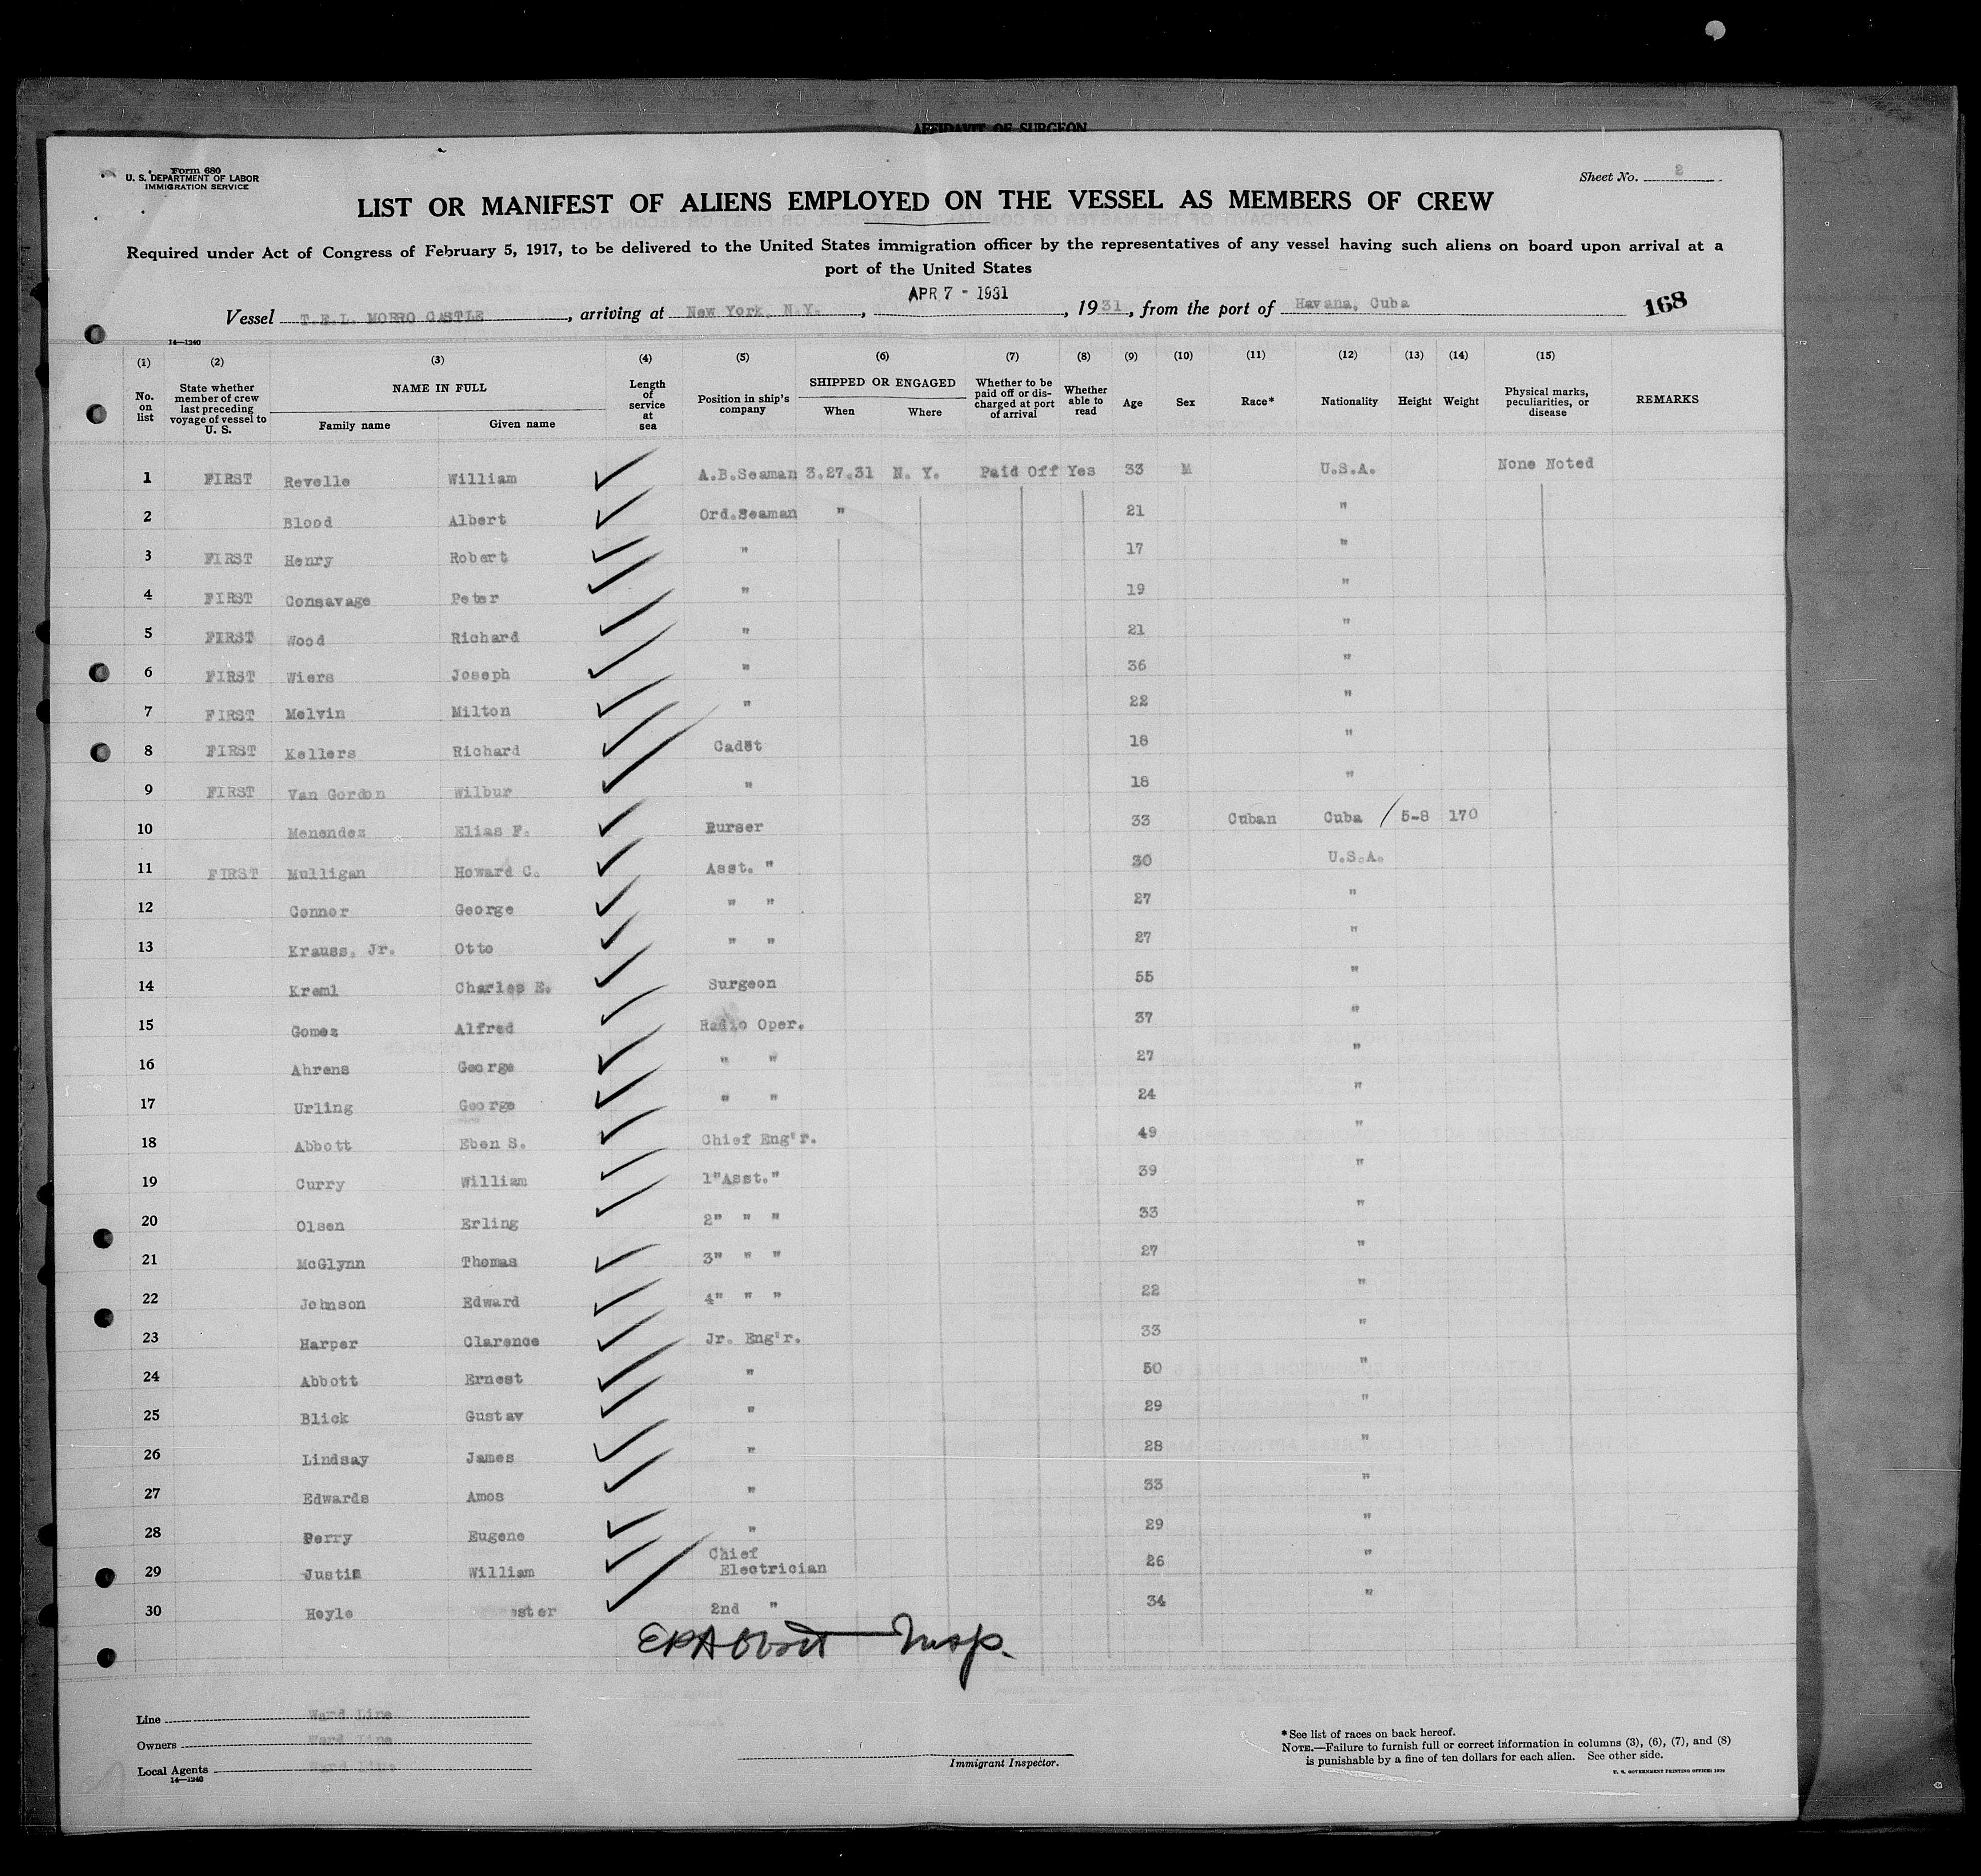 AFFIDAVIT OF SURGEON
Form 680
U. S. DEPARTMENT OF LABOR
IMMIGRATION SERVICE
Sheet No. 2
LIST OR MANIFEST OF ALIENS EMPLOYED ON THE VESSEL AS MEMBERS OF CREW
Required under Act of Congress of February 5, 1917, to be delivered to the United States immigration officer by the representatives of any vessel having such aliens on board upon arrival at a
port of the United States
APR 7 - 1931
Vessel T.E.L. MORRO CASTLE, arriving at New York, N.Y., , 1931, from the port of Havana, Cuba 168
14—1240
(1) (2) (3) (4) (5) (6) (7) (8) (9) (10) (11) (12) (13) (14) (15)
No. on list State whether member of crew last preceding voyage of vessel to U. S. NAME IN FULL Family name Given name Length of service at sea Position in ship's company SHIPPED OR ENGAGED When Where Whether to be paid off or discharged at port of arrival Whether able to read Age Sex Race* Nationality Height Weight Physical marks, peculiarities, or disease REMARKS
1 FIRST Revelle William A.B.Seaman 3.27.31 N. Y. Paid Off Yes 33 M U.S.A. None Noted
2 Blood Albert Ord.Seaman " 21 "
3 FIRST Henry Robert " 17 "
4 FIRST Consavage Peter " 19 "
5 FIRST Wood Richard " 21 "
6 FIRST Wiers Joseph " 36 "
7 FIRST Melvin Milton " 22 "
8 FIRST Kellers Richard Cadet 18 "
9 FIRST Van Gordon Wilbur " 18 "
10 Menendez Elias F. Purser 33 Cuban Cuba / 5-8 170
11 FIRST Mulligan Howard C. Asst. " 30 U.S.A.
12 Connor George " " 27 "
13 Krauss, Jr. Otto " " 27 "
14 Kreml Charles E. Surgeon 55 "
15 Gomez Alfred Radio Oper. 37 "
16 Ahrens George " " 27 "
17 Urling George " " 24 "
18 Abbott Eben S. Chief Eng'r. 49 "
19 Curry William 1"Asst." 39 "
20 Olsen Erling 2" " " 33 "
21 McGlynn Thomas 3" " " 27 "
22 Johnson Edward 4" " " 22 "
23 Harper Clarence Jr. Eng'r. 33 "
24 Abbott Ernest " 50 "
25 Blick Gustav " 29 "
26 Lindsay James " 28 "
27 Edwards Amos " 33 "
28 Perry Eugene " 29 "
29 Justin William Chief Electrician 26 "
30 Hoyle 2nd " 34 "
EPAbbott Insp.
Line Ward Line
Owners Ward Line
Local Agents Ward Line
14—1240
Immigrant Inspector.
*See list of races on back hereof.
NOTE.—Failure to furnish full or correct information in columns (3), (6), (7), and (8)
is punishable by a fine of ten dollars for each alien. See other side.